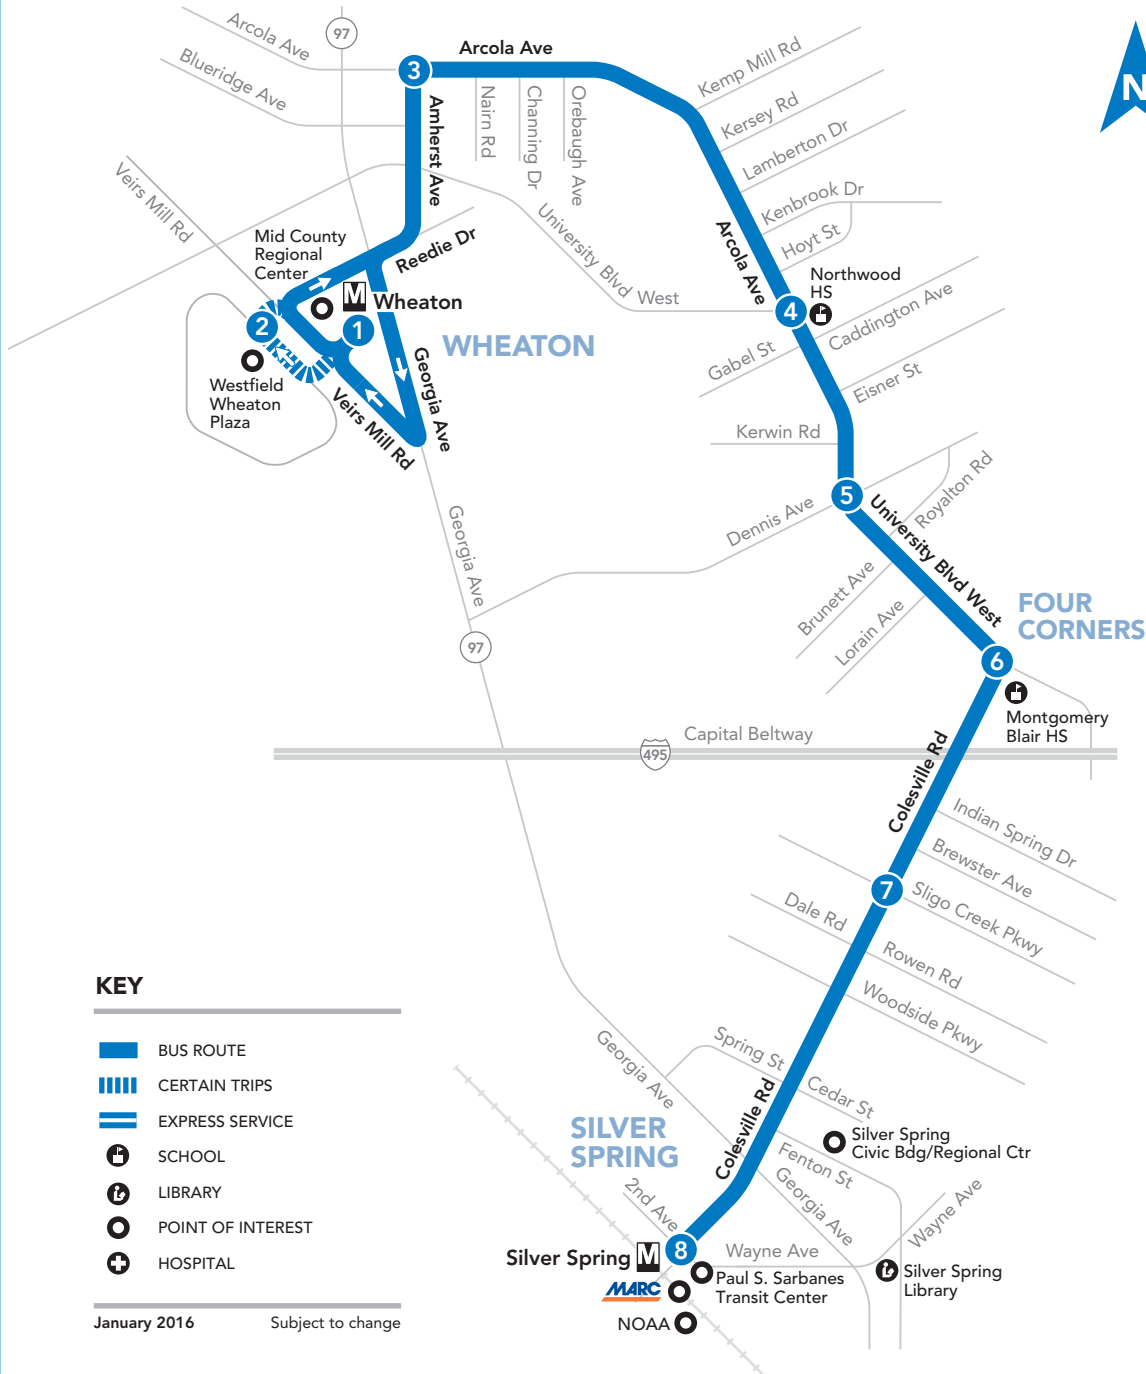 Arcola Ave
97
Arcola Ave
3
Blueridge Ave
Kemp Mill Rd
Kersey Rd
Lamberton Dr
N
Amherst Ave
Nairn Rd
Channing Dr
Orebaugh Ave
Veirs Mill Rd
Kenbrook Dr
Hoyt St
University Blvd West
Arcola Ave
Mid County
Regional
Center
Reedie Dr
M Wheaton
Northwood
HS
4
2
1
WHEATON
Caddington Ave
Gabel St
Eisner St
Westfield
Wheaton
Plaza
Georgia Ave
Veirs Mill Rd
Kerwin Rd
5
Royalton Rd
Dennis Ave
University Blvd West
Georgia Ave
Brunett Ave
Lorain Ave
FOUR
CORNERS
97
6
Montgomery
Blair HS
Capital Beltway
495
Colesville Rd
Indian Spring Dr
Brewster Ave
7
Sligo Creek Pkwy
Dale Rd
Rowen Rd
Woodside Pkwy
KEY
BUS ROUTE
CERTAIN TRIPS
EXPRESS SERVICE
SCHOOL
LIBRARY
POINT OF INTEREST
HOSPITAL
January 2016
Subject to change
Georgia Ave
Spring St
Cedar St
Colesville Rd
SILVER
SPRING
Silver Spring
Civic Bdg/Regional Ctr
Fenton St
Georgia Ave
2nd Ave
Wayne Ave
Wayne Ave
Silver Spring M
8
Paul S. Sarbanes
Transit Center
Silver Spring
Library
MARC
NOAA